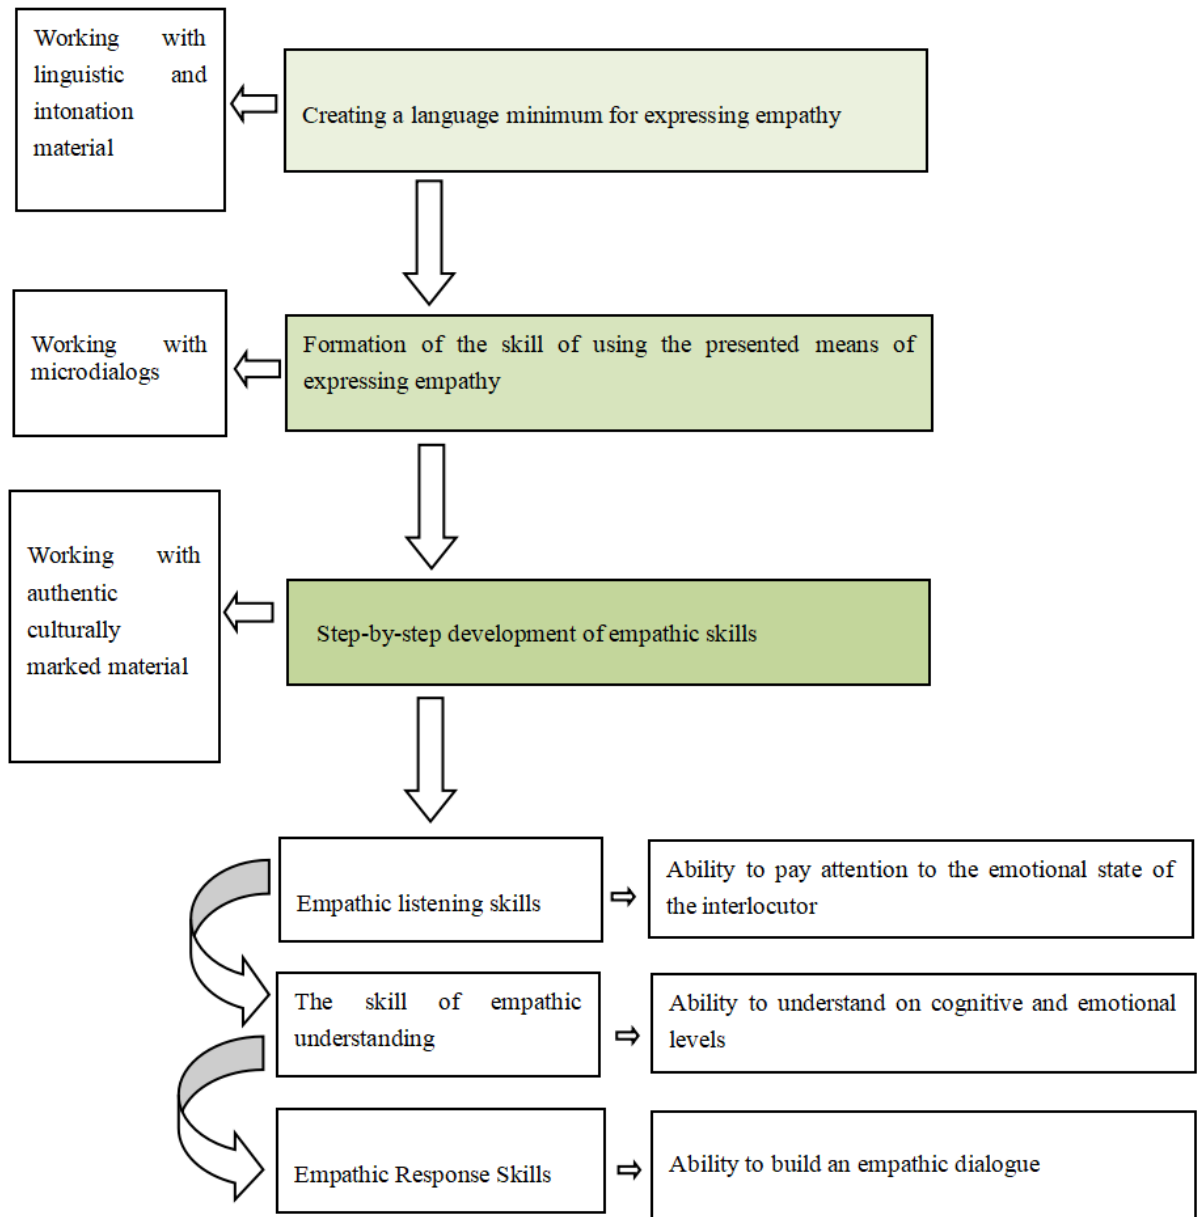 Working with
linguistic and
intonation
material
Creating a language minimum for expressing empathy
Working with
microdialogs
Formation of the skill of using the presented means of
expressing empathy
Working with
authentic
culturally
marked material
Step-by-step development of empathic skills
Empathic listening skills
Ability to pay attention to the emotional state of
the interlocutor
The skill of empathic
understanding
Ability to understand on cognitive and emotional
levels
Empathic Response Skills
Ability to build an empathic dialogue